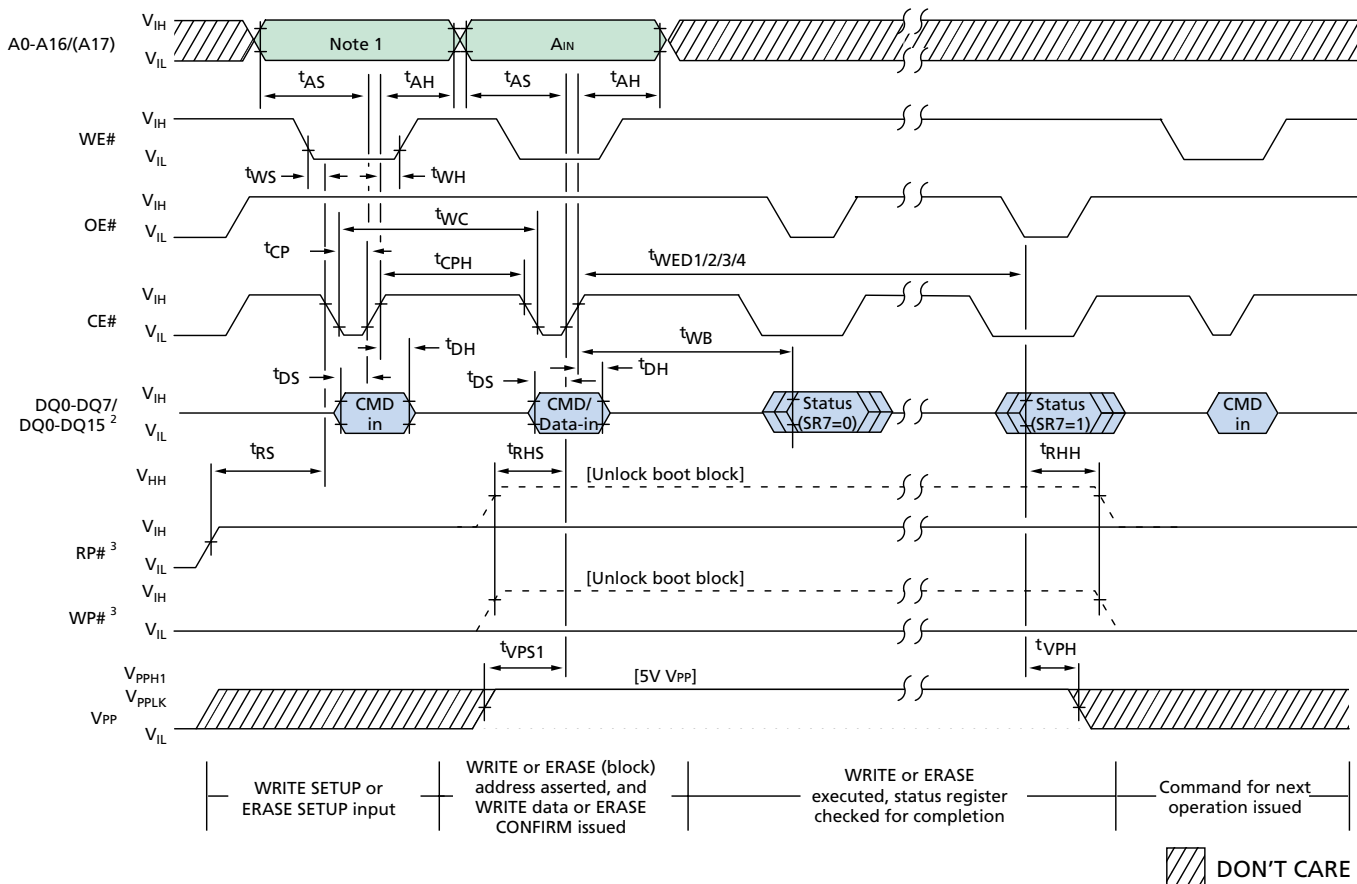 VIH
A0-A16/(A17)
VIL
Note 1
AIN
tAS
tAH
tAS
tAH
VIH
WE#
VIL
tWS
tWH
VIH
OE#
VIL
tWC
tCP
tCPH
tWED1/2/3/4
VIH
CE#
VIL
tWB
tDH
tDS
tDS
tDH
VIH
DQ0-DQ7/
DQ0-DQ15 2
VIL
CMD
in
CMD/
Data-in
Status
(SR7=0)
Status
(SR7=1)
CMD
in
tRS
tRHS
tRHH
VHH
[Unlock boot block]
VIH
RP# 3
VIL
[Unlock boot block]
VIH
WP# 3
VIL
tVPS1
tVPH
VPPH1
[5V VPP]
VPPLK
VPP
VIL
WRITE SETUP or
ERASE SETUP input
WRITE or ERASE (block)
address asserted, and
WRITE data or ERASE
CONFIRM issued
WRITE or ERASE
executed, status register
checked for completion
Command for next
operation issued
DON'T CARE